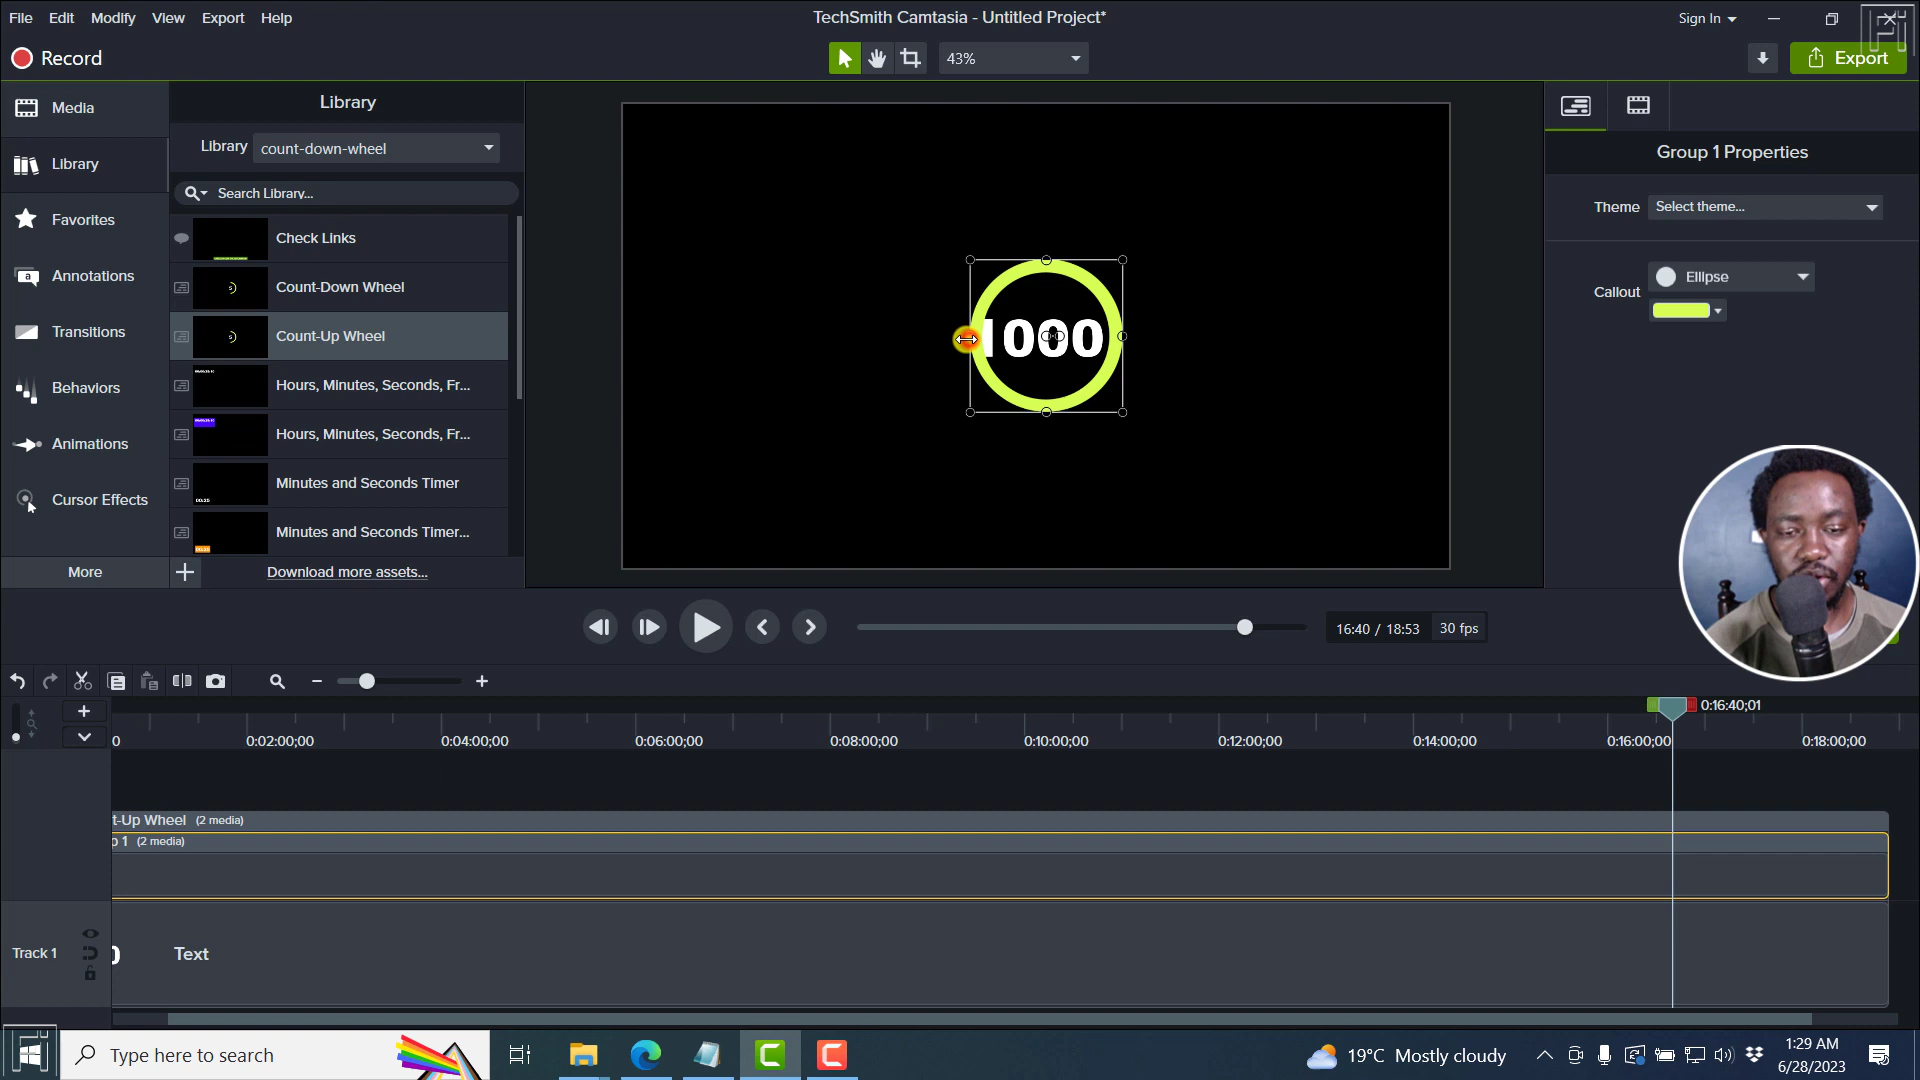 File Edit Modify View Export Help
TechSmith Camtasia - Untitled Project*
Sign In
Record
43%
Export
Media
Library
Favorites
Annotations
Transitions
Behaviors
Animations
Cursor Effects
More
Library
Library count-down-wheel
Search Library...
Check Links
Count-Down Wheel
Count-Up Wheel
Hours, Minutes, Seconds, Fr...
Hours, Minutes, Seconds, Fr...
Minutes and Seconds Timer
Minutes and Seconds Timer...
Download more assets...
1000
Group 1 Properties
Theme Select theme...
Callout Ellipse
16:40 / 18:53 30 fps
0:16:40;01
0 0:02:00;00 0:04:00;00 0:06:00;00 0:08:00;00 0:10:00;00 0:12:00;00 0:14:00;00 0:16:00;00 0:18:00;00
t-Up Wheel (2 media)
p 1 (2 media)
Track 1
Text
Type here to search
19°C Mostly cloudy
1:29 AM
6/28/2023